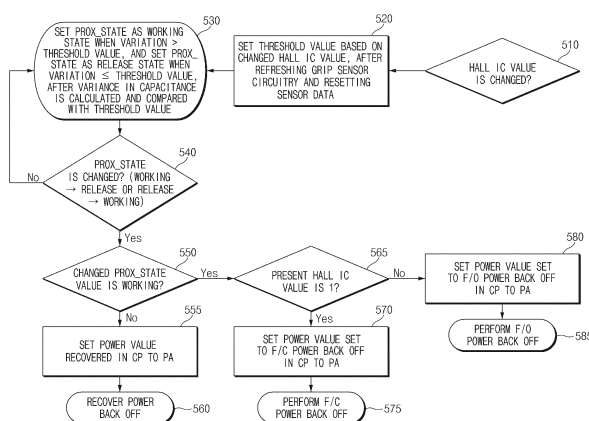 530
SET PROX_STATE AS WORKING
STATE WHEN VARIATION >
THRESHOLD VALUE, AND SET PROX_
STATE AS RELEASE STATE WHEN
VARIATION ≤ THRESHOLD VALUE,
AFTER VARIANCE IN CAPACITANCE
IS CALCULATED AND COMPARED
WITH THRESHOLD VALUE
520
SET THRESHOLD VALUE BASED ON
CHANGED HALL IC VALUE, AFTER
REFRESHING GRIP SENSOR
CIRCUITRY AND RESETTING
SENSOR DATA
510
HALL IC VALUE
IS CHANGED?
540
PROX_STATE
IS CHANGED? (WORKING
→ RELEASE OR RELEASE
→ WORKING)
No
Yes
550
CHANGED PROX_STATE
VALUE IS WORKING?
Yes
No
565
PRESENT HALL IC
VALUE IS 1?
No
Yes
580
SET POWER VALUE SET
TO F/O POWER BACK OFF
IN CP TO PA
555
SET POWER VALUE
RECOVERED IN CP TO PA
570
SET POWER VALUE SET
TO F/C POWER BACK OFF
IN CP TO PA
PERFORM F/O
POWER BACK OFF
585
RECOVER POWER
BACK OFF
560
PERFORM F/C
POWER BACK OFF
575